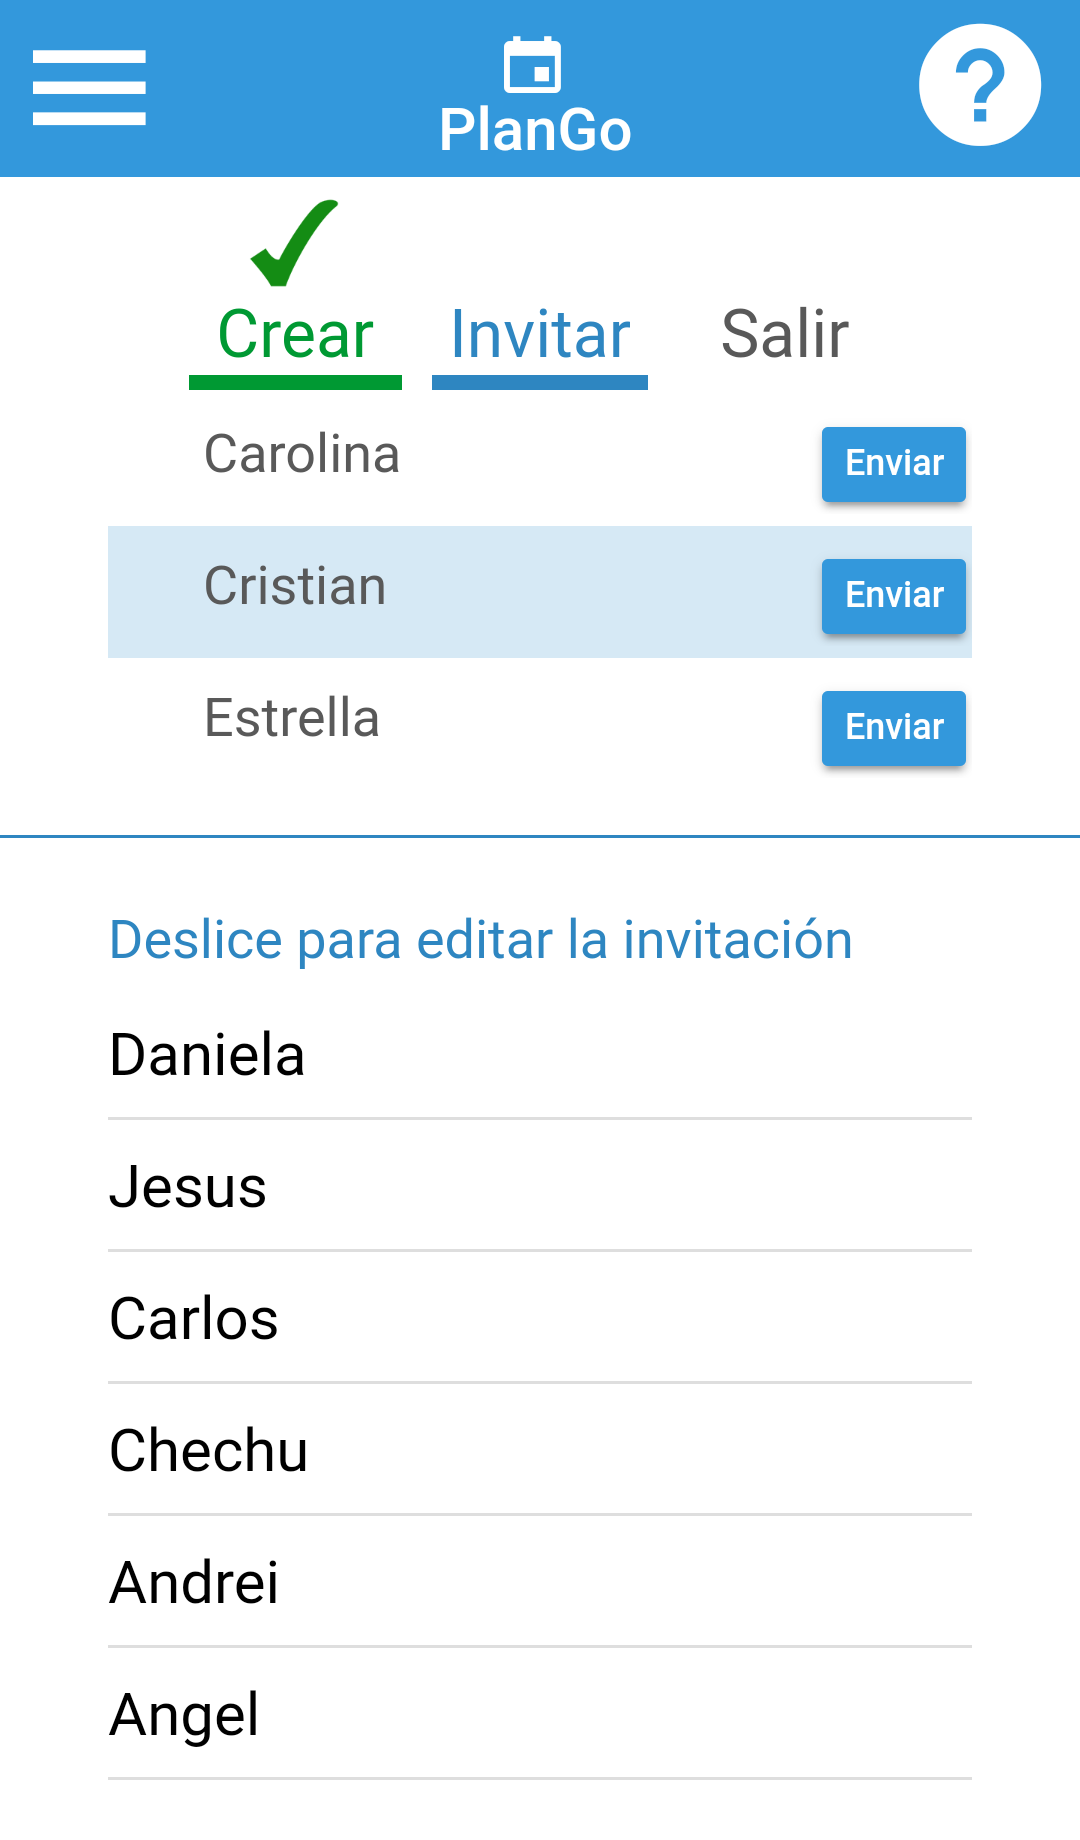 PlanGo
Crear Invitar Salir
Carolina Enviar
Cristian Enviar
Estrella Enviar
Deslice para editar la invitación
Daniela
Jesus
Carlos
Chechu
Andrei
Angel